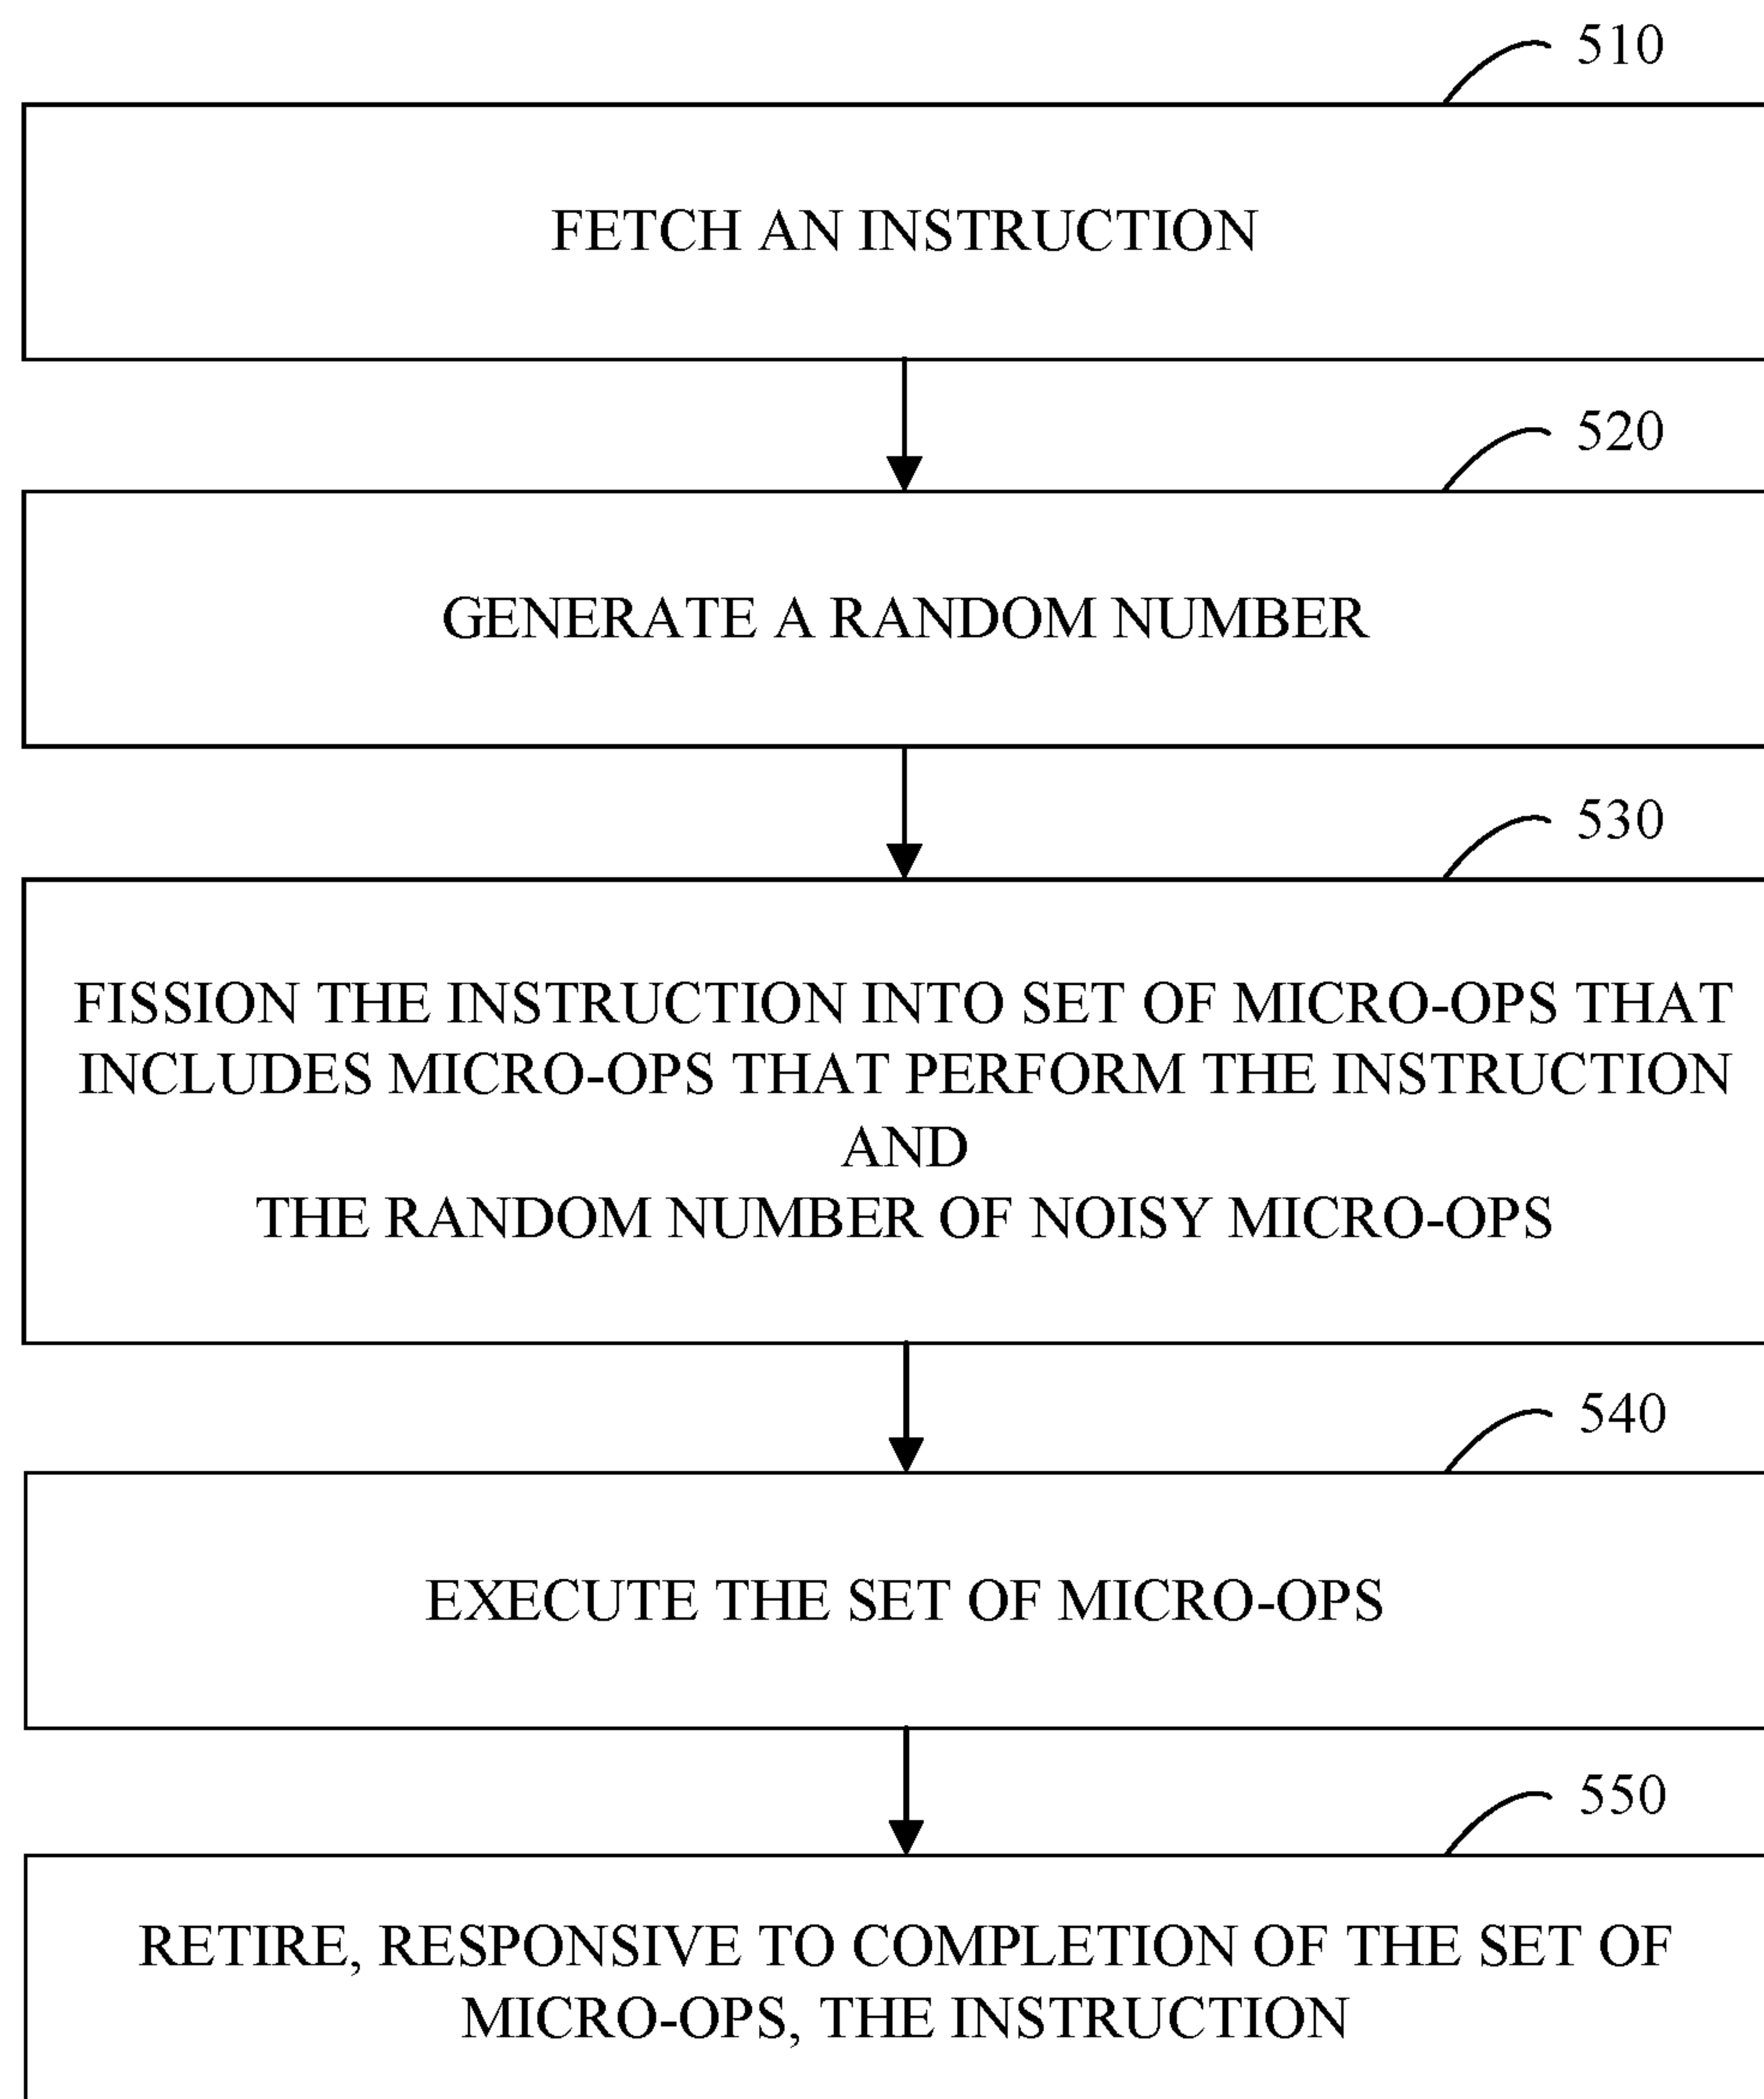 510
FETCH AN INSTRUCTION
520
GENERATE A RANDOM NUMBER
530
FISSION THE INSTRUCTION INTO SET OF MICRO-OPS THAT
INCLUDES MICRO-OPS THAT PERFORM THE INSTRUCTION
AND
THE RANDOM NUMBER OF NOISY MICRO-OPS
540
EXECUTE THE SET OF MICRO-OPS
550
RETIRE, RESPONSIVE TO COMPLETION OF THE SET OF
MICRO-OPS, THE INSTRUCTION